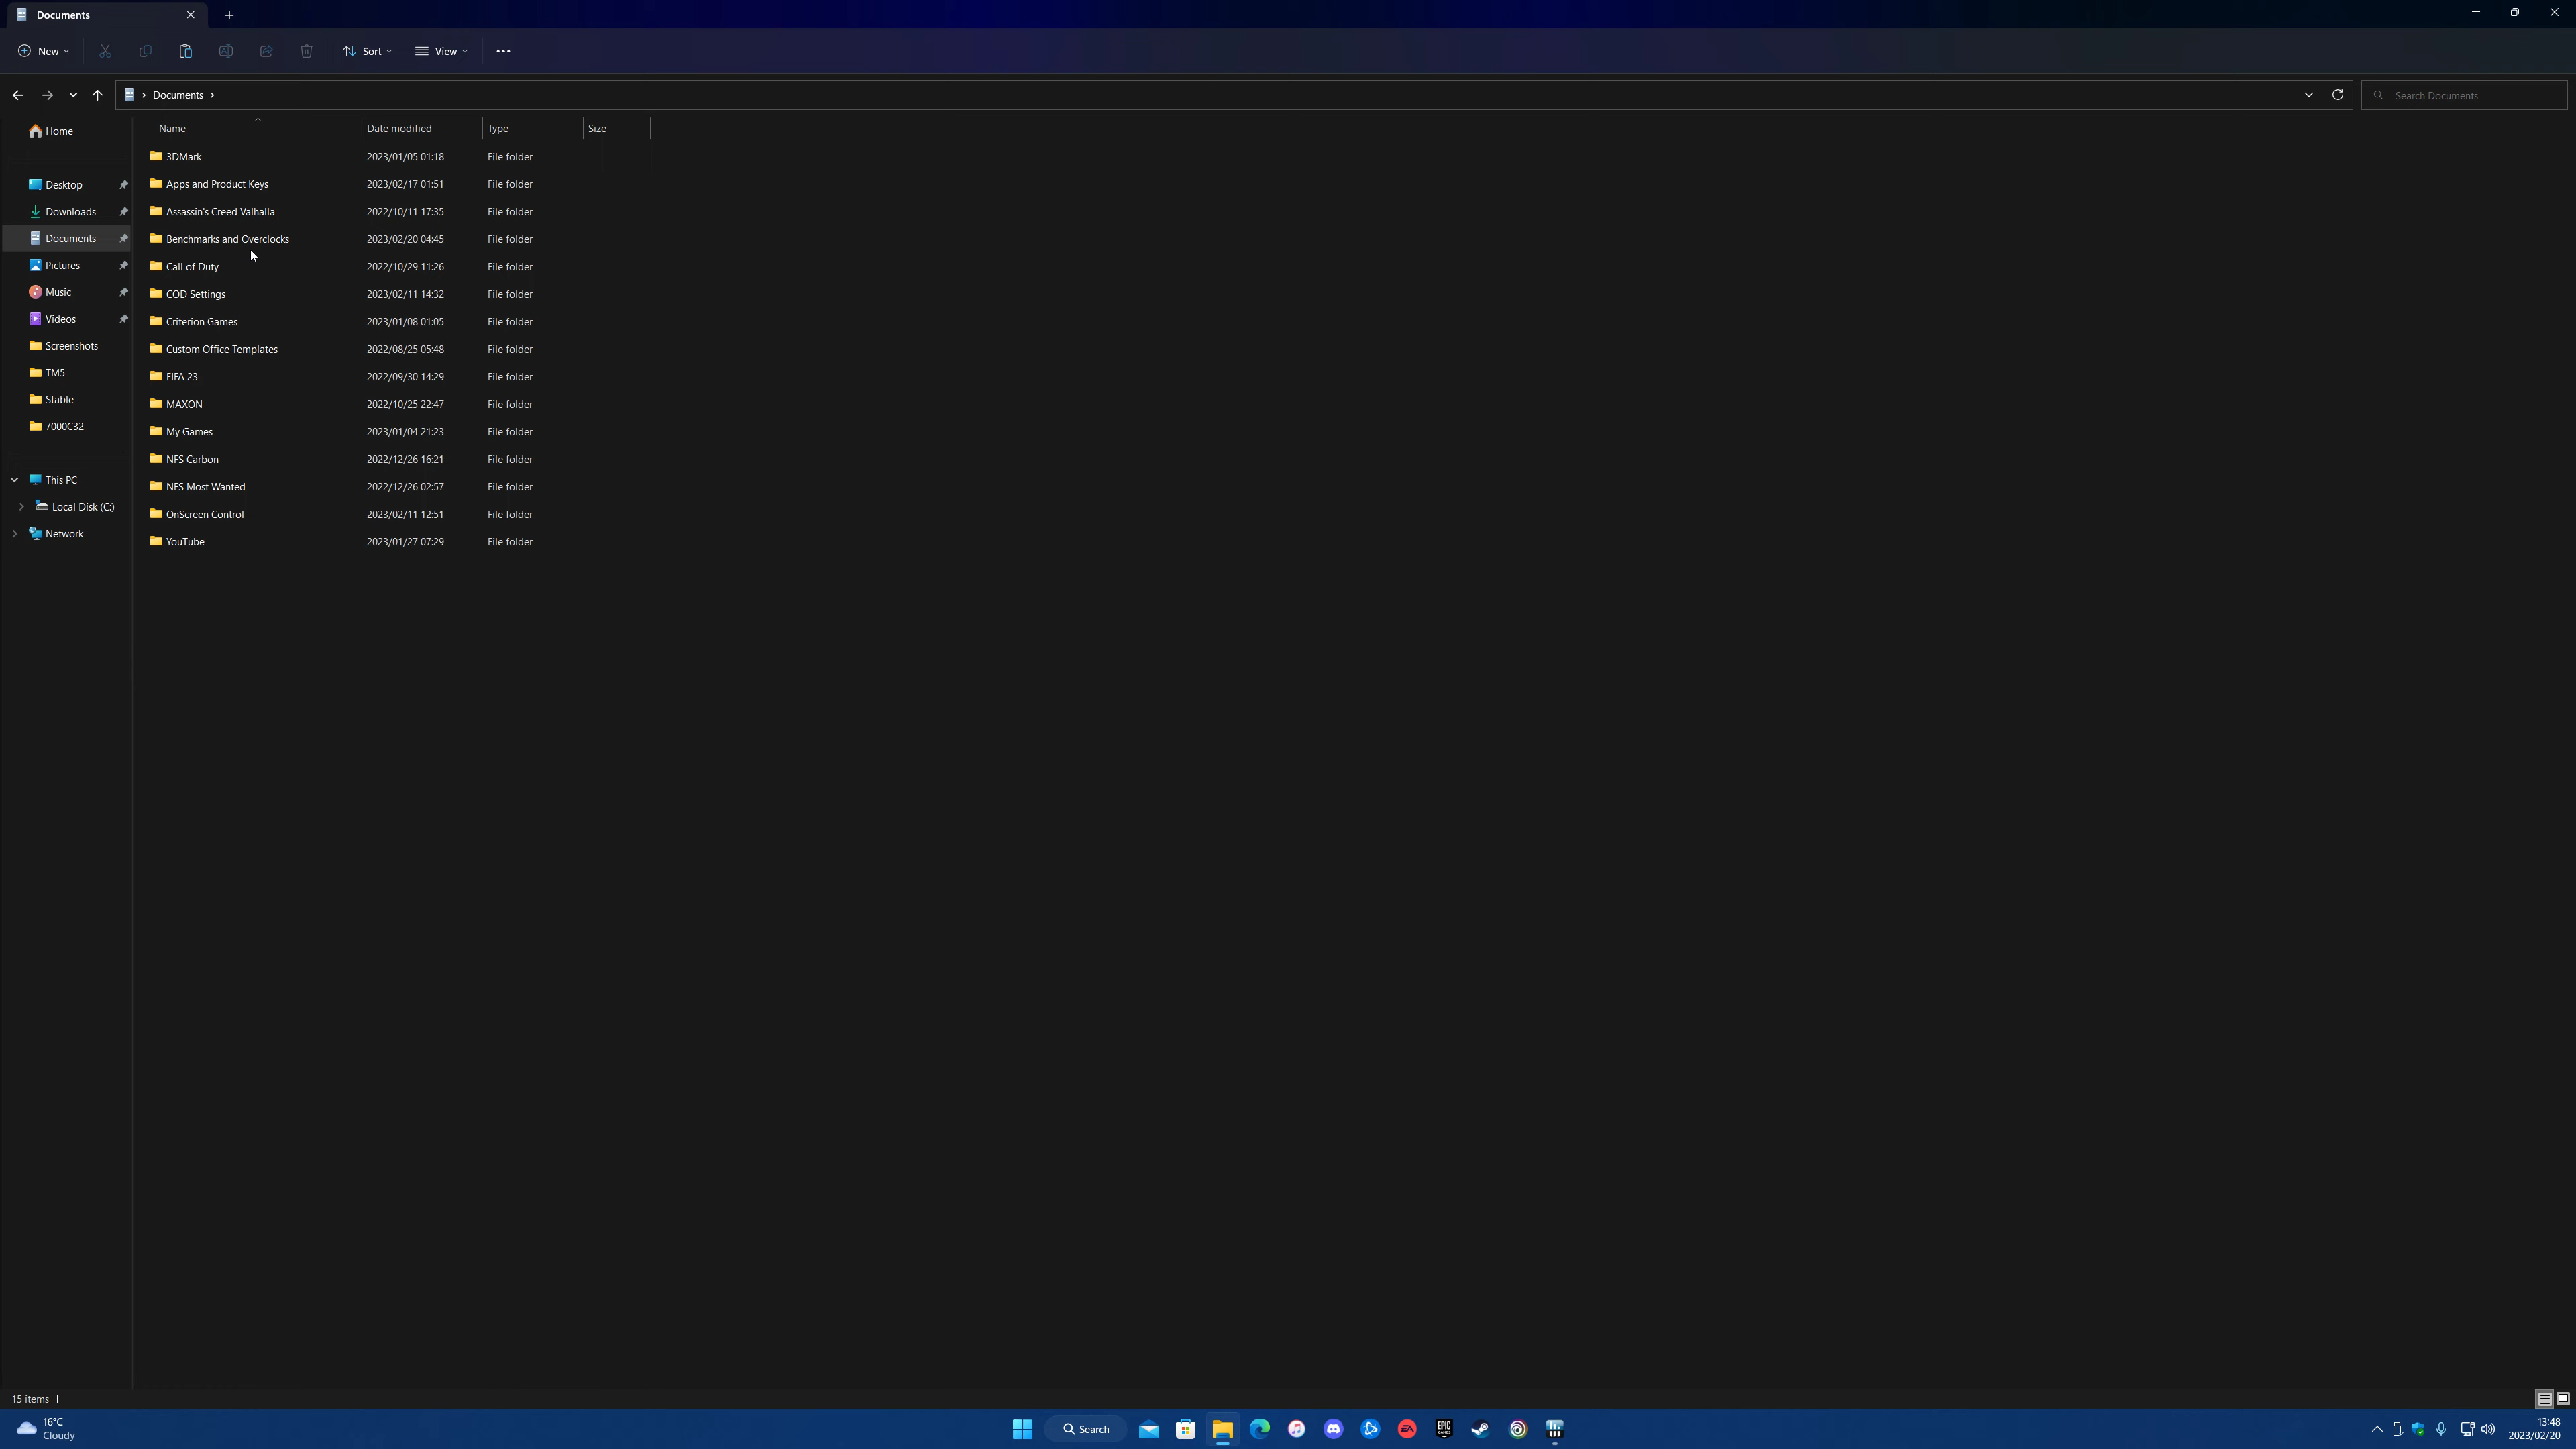 Documents
New
Sort
View
Documents
Search Documents
Home
Desktop
Downloads
Documents
Pictures
Music
Videos
Screenshots
TM5
Stable
7000C32
This PC
Local Disk (C:)
Network
Name Date modified Type Size
3DMark 2023/01/05 01:18 File folder
Apps and Product Keys 2023/02/17 01:51 File folder
Assassin's Creed Valhalla 2022/10/11 17:35 File folder
Benchmarks and Overclocks 2023/02/20 04:45 File folder
Call of Duty 2022/10/29 11:26 File folder
COD Settings 2023/02/11 14:32 File folder
Criterion Games 2023/01/08 01:05 File folder
Custom Office Templates 2022/08/25 05:48 File folder
FIFA 23 2022/09/30 14:29 File folder
MAXON 2022/10/25 22:47 File folder
My Games 2023/01/04 21:23 File folder
NFS Carbon 2022/12/26 16:21 File folder
NFS Most Wanted 2022/12/26 02:57 File folder
OnScreen Control 2023/02/11 12:51 File folder
YouTube 2023/01/27 07:29 File folder
15 items
16°C
Cloudy
Search
EA
EPIC
GAMES
13:48
2023/02/20